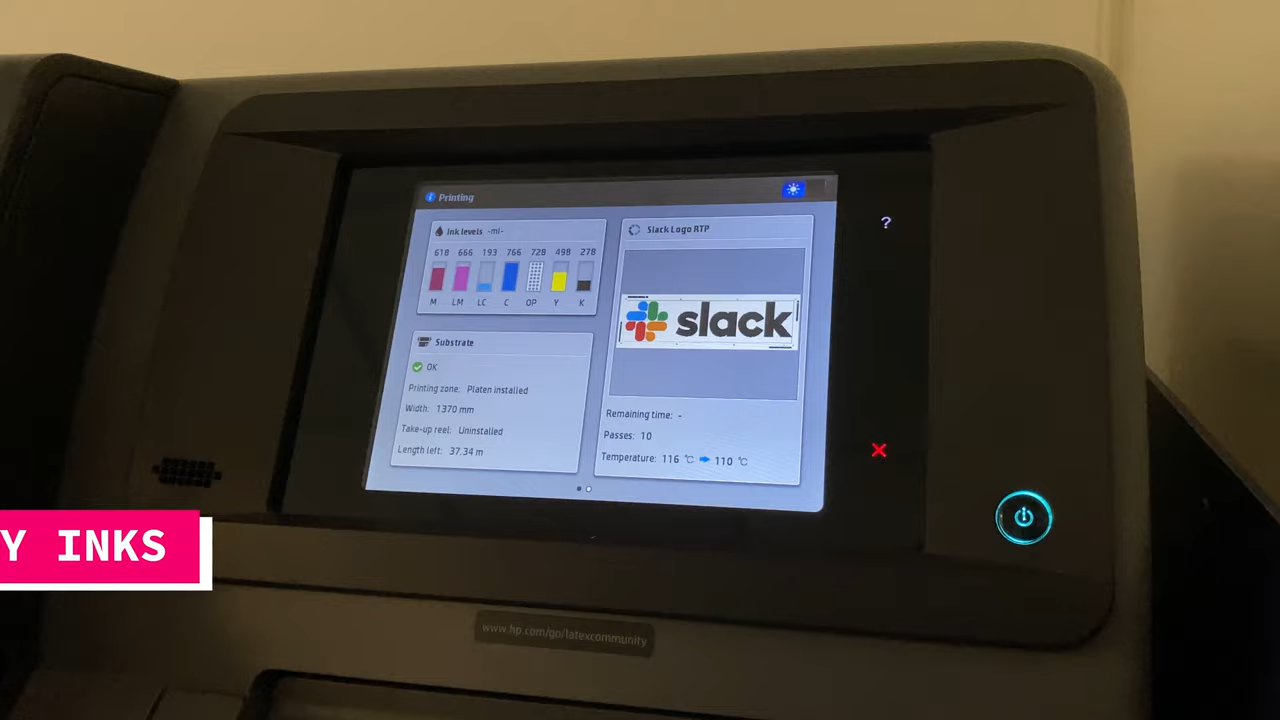 Printing
Ink levels -ml-
618 666 193 766 728 498 278
M LM LC C OP Y K
Substrate
OK
Printing zone: Platen installed
Width: 1370 mm
Take-up reel: Uninstalled
Length left: 37.34 m
Slack Logo RTP
slack
Remaining time: -
Passes: 10
Temperature: 116 °C 110 °C
?
Y INKS
www.hp.com/go/latexcommunity